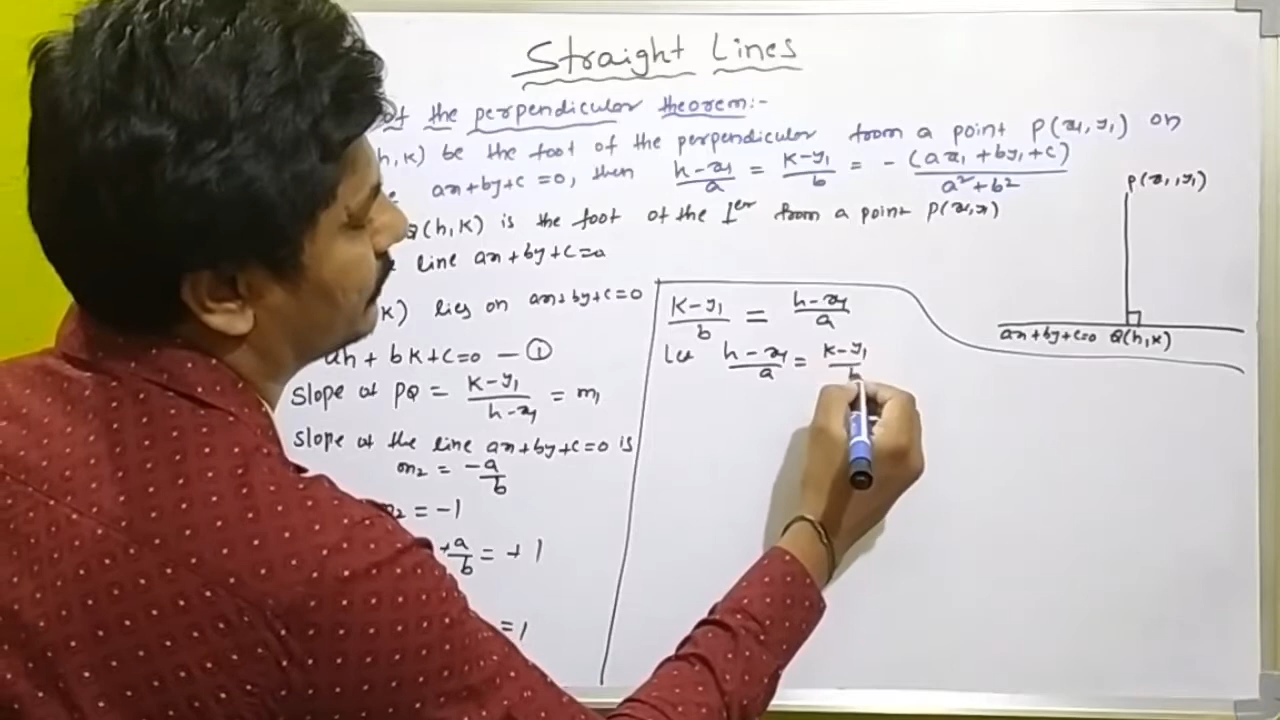 Straight Lines
of the perpendicular theorem:-
h,k) be the foot of the perpendicular from a point P(x₁,y₁) on
ax+by+c=0, then (h-x₁)/a = (k-y₁)/b = -(ax₁+by₁+c)/(a²+b²)
Q(h,k) is the foot of the ⊥er from a point P(x₁,y₁)
line ax+by+c=0
k) lies on ax+by+c=0
ah+bk+c=0 — ①
Slope of PQ = (k-y₁)/(h-x₁) = m₁
Slope of the line ax+by+c=0 is
m₂ = -a/b
m₂ = -1
+a/b = +1
=1
(k-y₁)/b = (h-x₁)/a
Let (h-x₁)/a = (k-y₁)/b
P(x₁,y₁)
ax+by+c=0 Q(h,k)